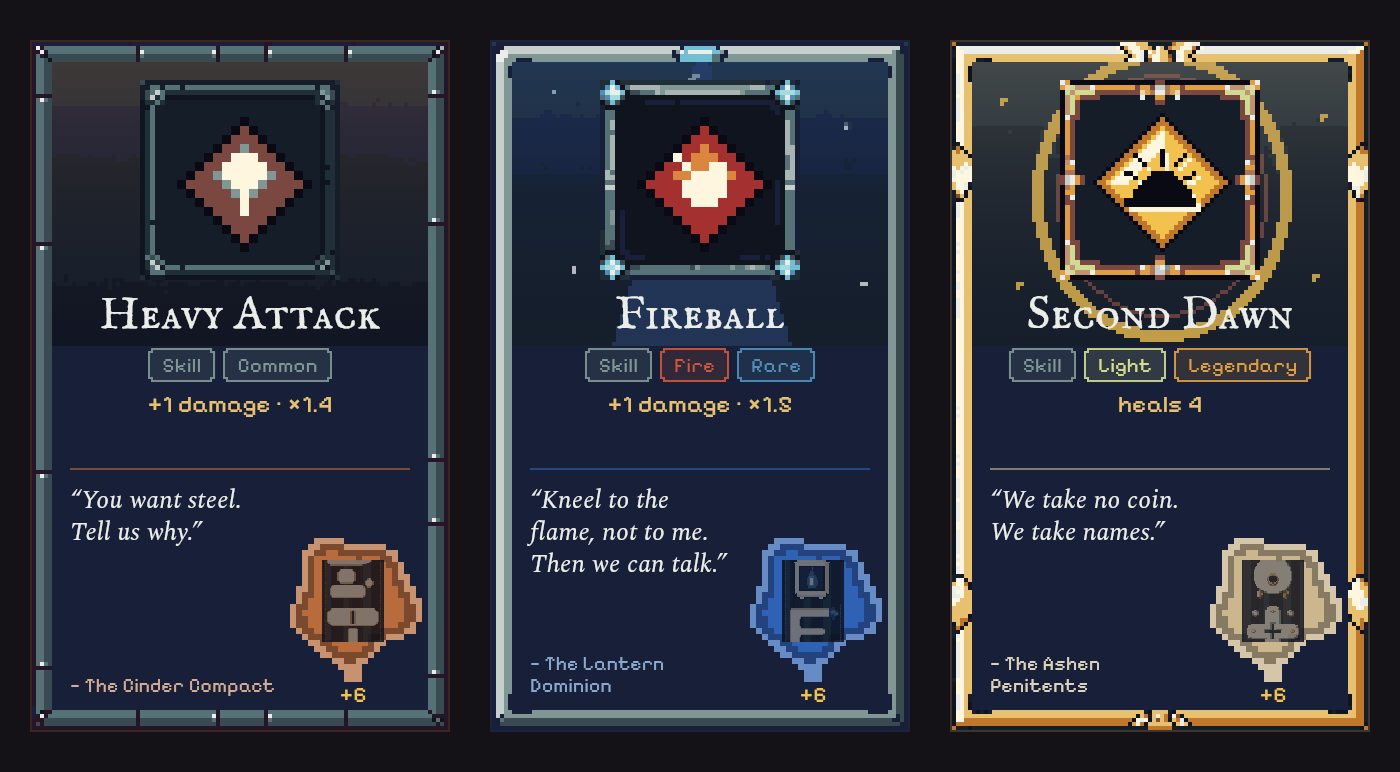 Heavy Attack
Skill Common
+1 damage · ×1.4
“You want steel.
Tell us why.”
- The Cinder Compact
+6
Fireball
Skill Fire Rare
+1 damage · ×1.8
“Kneel to the
flame, not to me.
Then we can talk.”
- The Lantern
Dominion
+6
Second Dawn
Skill Light Legendary
heals 4
“We take no coin.
We take names.”
- The Ashen
Penitents
+6